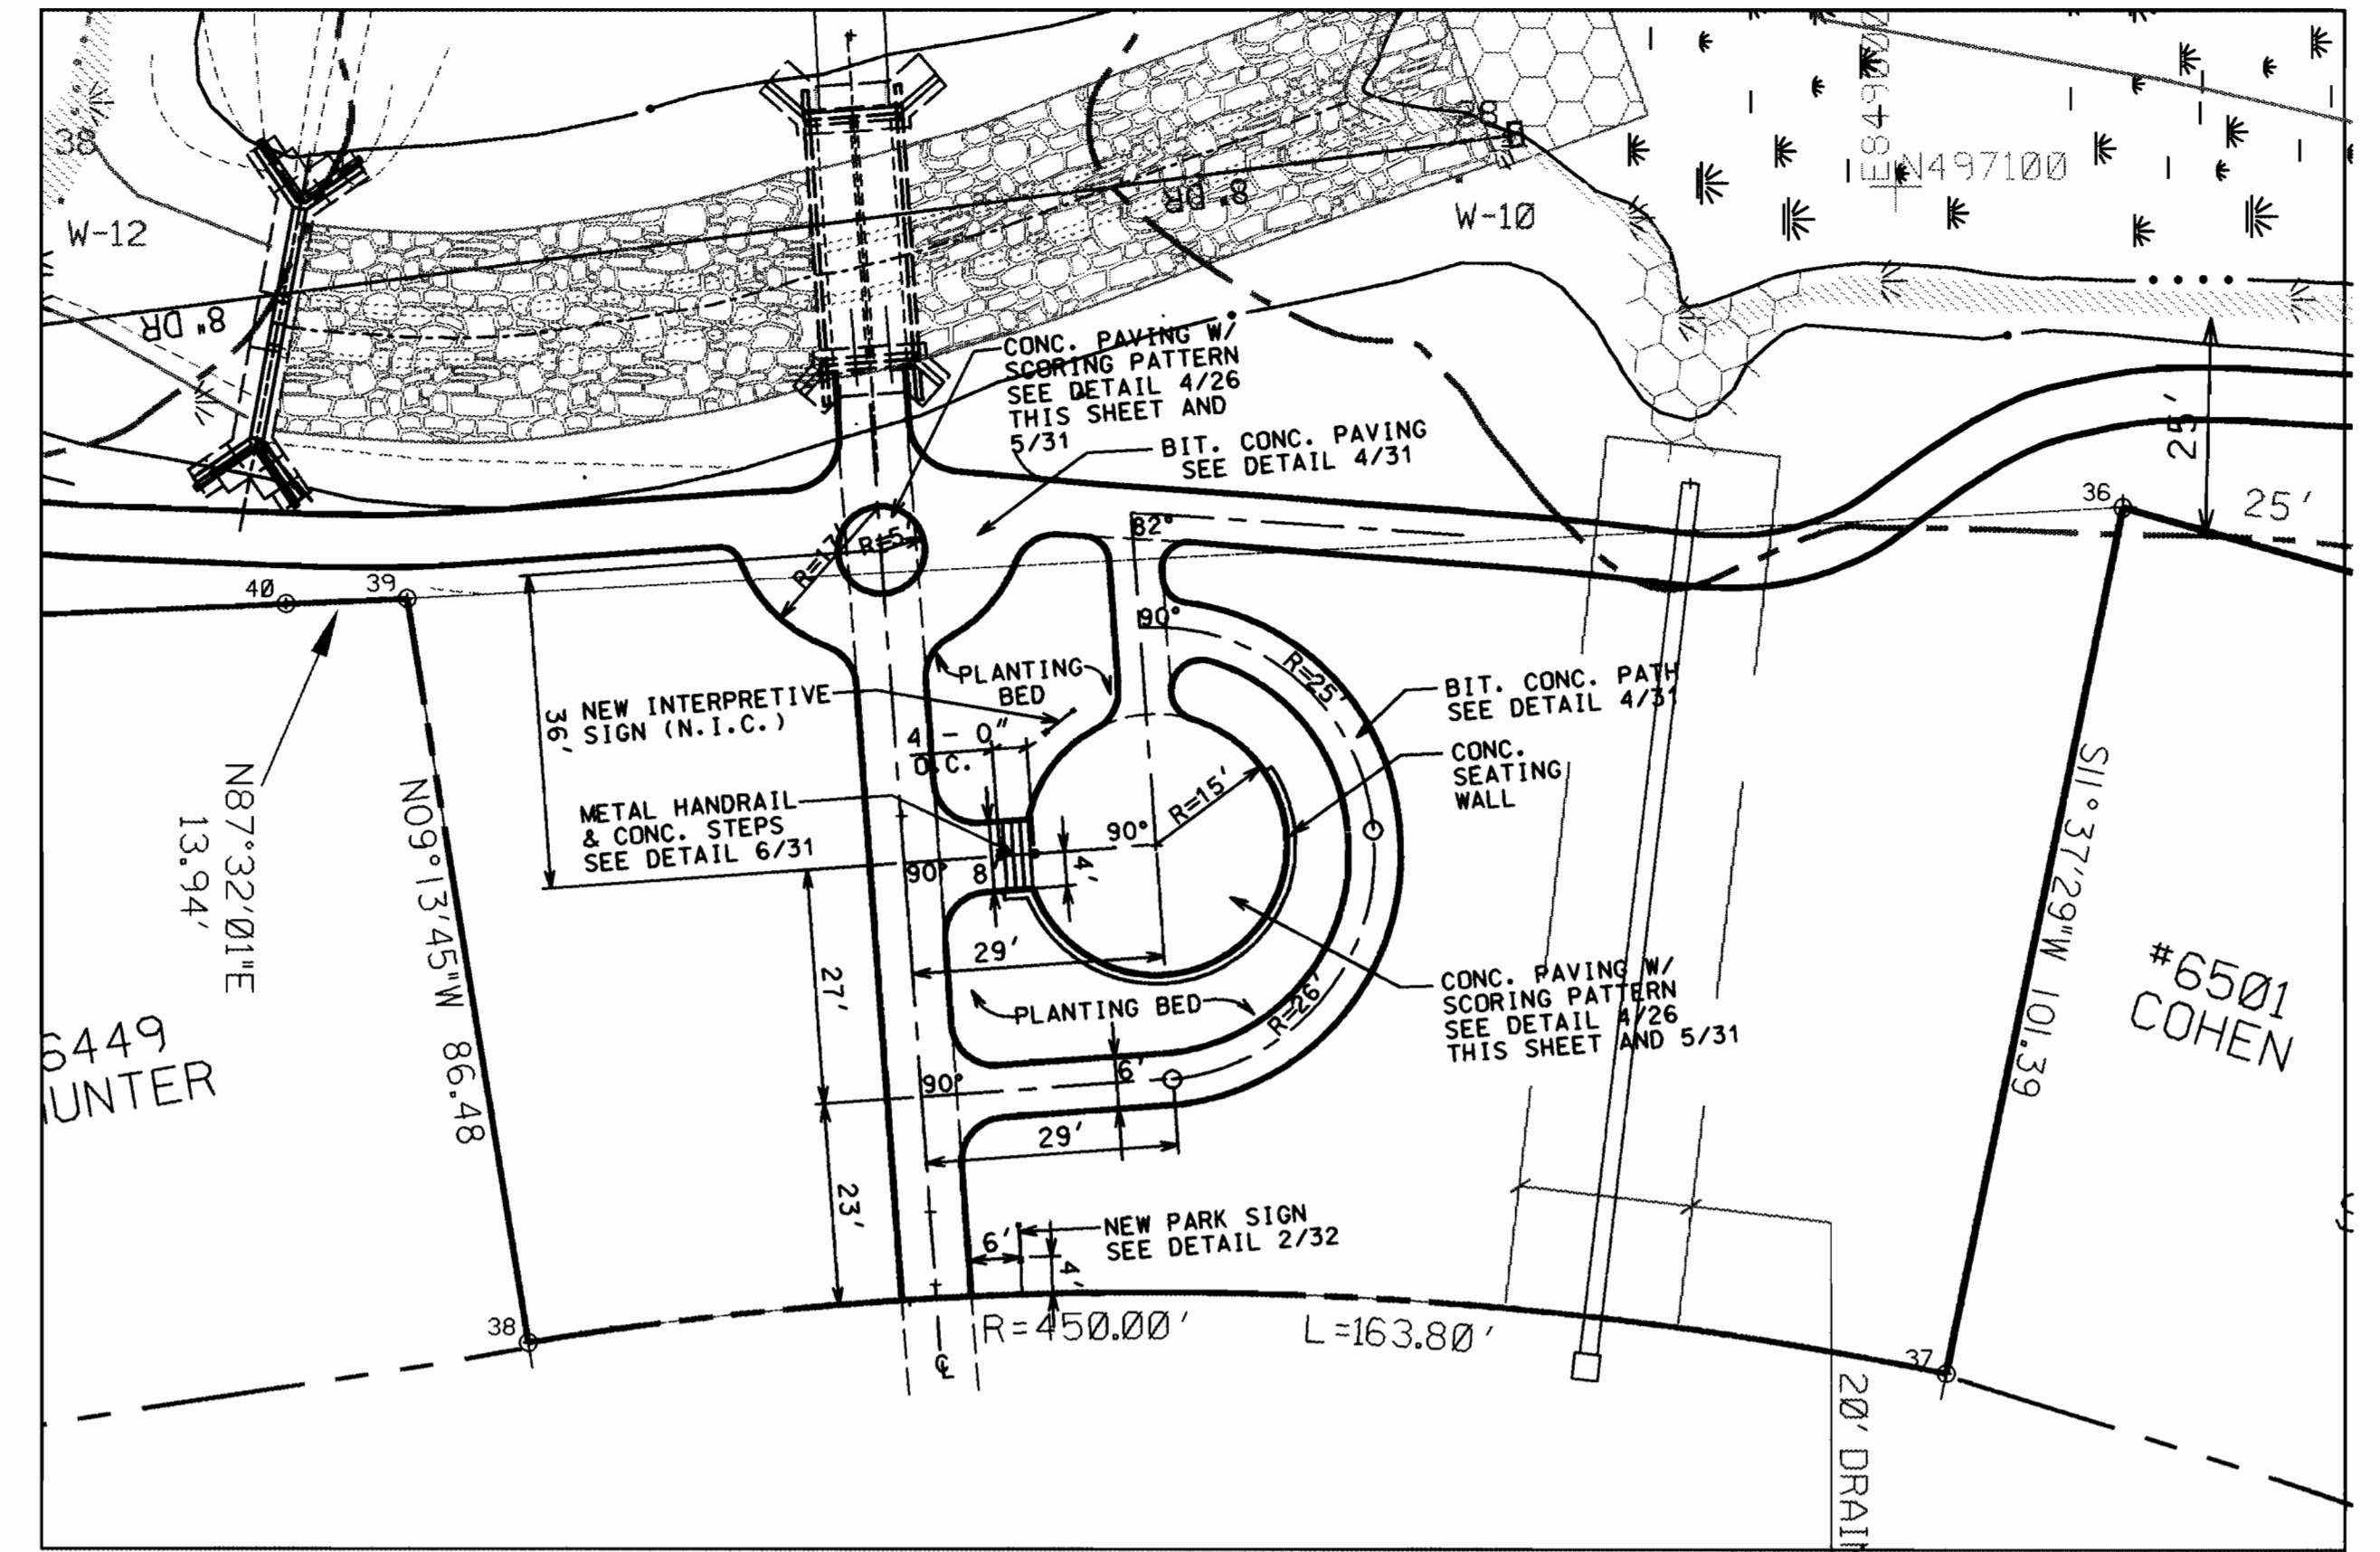 38
W-12
8" DR
8" DR
38
W-10
E849000
N497100
CONC. PAVING W/
SCORING PATTERN
SEE DETAIL 4/26
THIS SHEET AND
5/31
BIT. CONC. PAVING
SEE DETAIL 4/31
25'
36
25'
82°
R=5'
40
39
90°
PLANTING
BED
R=25'
NEW INTERPRETIVE
SIGN (N.I.C.)
36'
4 - 0"
O.C.
BIT. CONC. PATH
SEE DETAIL 4/31
CONC.
SEATING
WALL
METAL HANDRAIL
& CONC. STEPS
SEE DETAIL 6/31
R=15'
90°
90°
8
4'
N87°32'01"E
13.94'
N09°13'45"W 86.48
S11°37'29"W 101.39
29'
27'
PLANTING BED
R=26'
CONC. PAVING W/
SCORING PATTERN
SEE DETAIL 4/26
THIS SHEET AND 5/31
#6501
COHEN
6449
UNTER
90°
6'
29'
23'
NEW PARK SIGN
SEE DETAIL 2/32
6'
4'
38
R=450.00'
L=163.80'
37
20' DRAIN